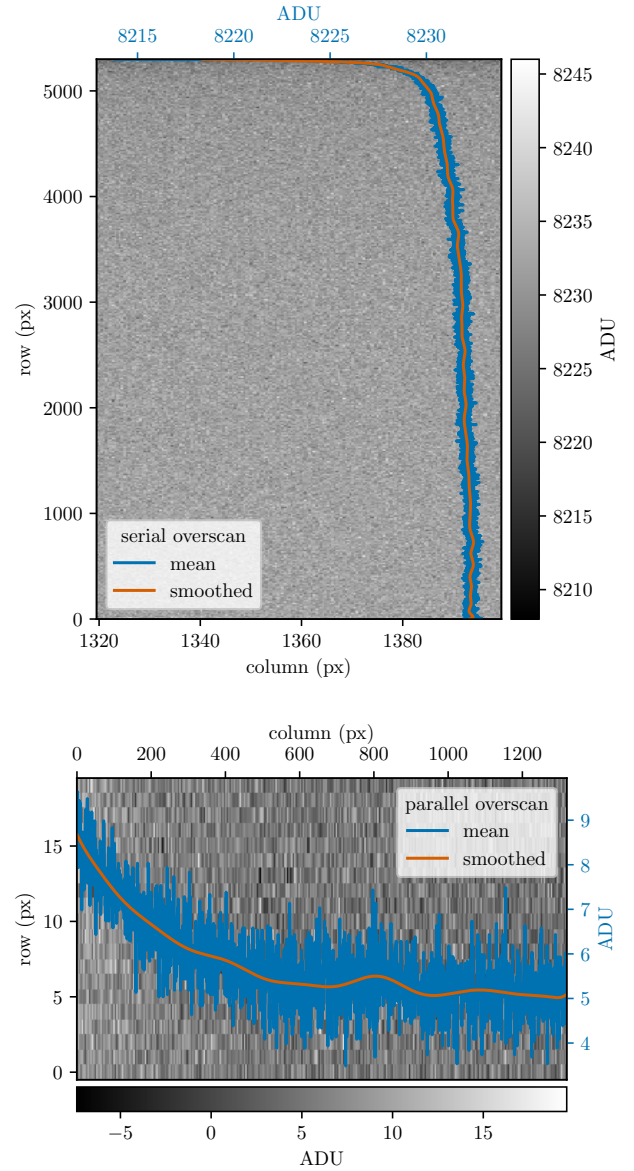 ADU
8215 8220 8225 8230
5000
4000
3000
2000
1000
0
row (px)
serial overscan
mean
smoothed
1320 1340 1360 1380
column (px)
8245
8240
8235
8230
8225
8220
8215
8210
ADU
column (px)
0 200 400 600 800 1000 1200
15
10
5
0
row (px)
parallel overscan
mean
smoothed
9
8
7
6
5
4
ADU
−5 0 5 10 15
ADU